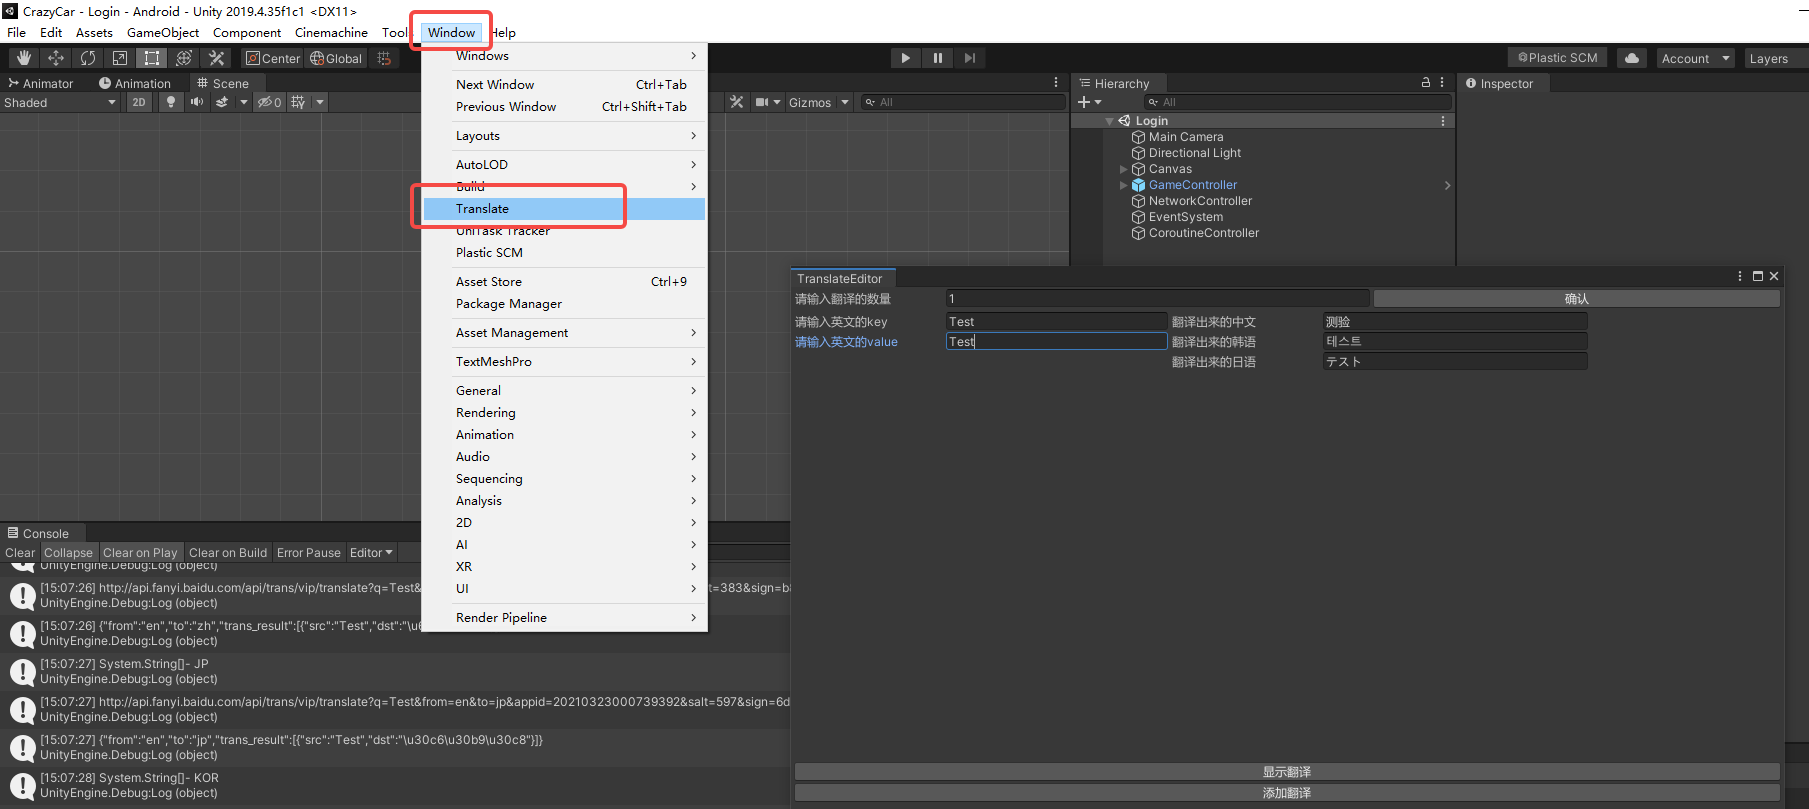 CrazyCar - Login - Android - Unity 2019.4.35f1c1 <DX11>
File Edit Assets GameObject Component Cinemachine Tools Window Help
Center Global Plastic SCM Account Layers
Animator Animation Scene
Shaded 2D 0 Gizmos All
Windows
Next Window Ctrl+Tab
Previous Window Ctrl+Shift+Tab
Layouts
AutoLOD
Build
Translate
UniTask Tracker
Plastic SCM
Asset Store Ctrl+9
Package Manager
Asset Management
TextMeshPro
General
Rendering
Animation
Audio
Sequencing
Analysis
2D
AI
XR
UI
Render Pipeline
Hierarchy
All
Login
Main Camera
Directional Light
Canvas
GameController
NetworkController
EventSystem
CoroutineController
Inspector
TranslateEditor
请输入翻译的数量 1 确认
请输入英文的key Test 翻译出来的中文 测验
请输入英文的value Test 翻译出来的韩语 테스트
翻译出来的日语 テスト
显示翻译
添加翻译
Console
Clear Collapse Clear on Play Clear on Build Error Pause Editor
UnityEngine.Debug:Log (object)
[15:07:26] http://api.fanyi.baidu.com/api/trans/vip/translate?q=Test& t=383&sign=b8
UnityEngine.Debug:Log (object)
[15:07:26] {"from":"en","to":"zh","trans_result":[{"src":"Test","dst":"\u6
UnityEngine.Debug:Log (object)
[15:07:27] System.String[]- JP
UnityEngine.Debug:Log (object)
[15:07:27] http://api.fanyi.baidu.com/api/trans/vip/translate?q=Test&from=en&to=jp&appid=20210323000739392&salt=597&sign=6d
UnityEngine.Debug:Log (object)
[15:07:27] {"from":"en","to":"jp","trans_result":[{"src":"Test","dst":"\u30c6\u30b9\u30c8"}]}
UnityEngine.Debug:Log (object)
[15:07:28] System.String[]- KOR
UnityEngine.Debug:Log (object)